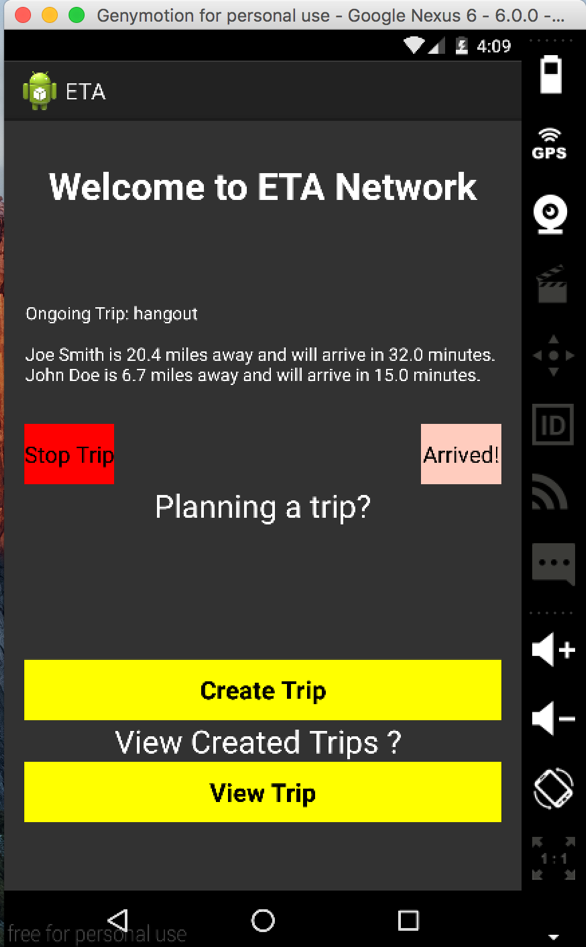 Genymotion for personal use - Google Nexus 6 - 6.0.0 -...
4:09
ETA
GPS
Welcome to ETA Network
Ongoing Trip: hangout
Joe Smith is 20.4 miles away and will arrive in 32.0 minutes.
John Doe is 6.7 miles away and will arrive in 15.0 minutes.
ID
Stop Trip
Arrived!
Planning a trip?
Create Trip
View Created Trips ?
View Trip
1:1
free for personal use